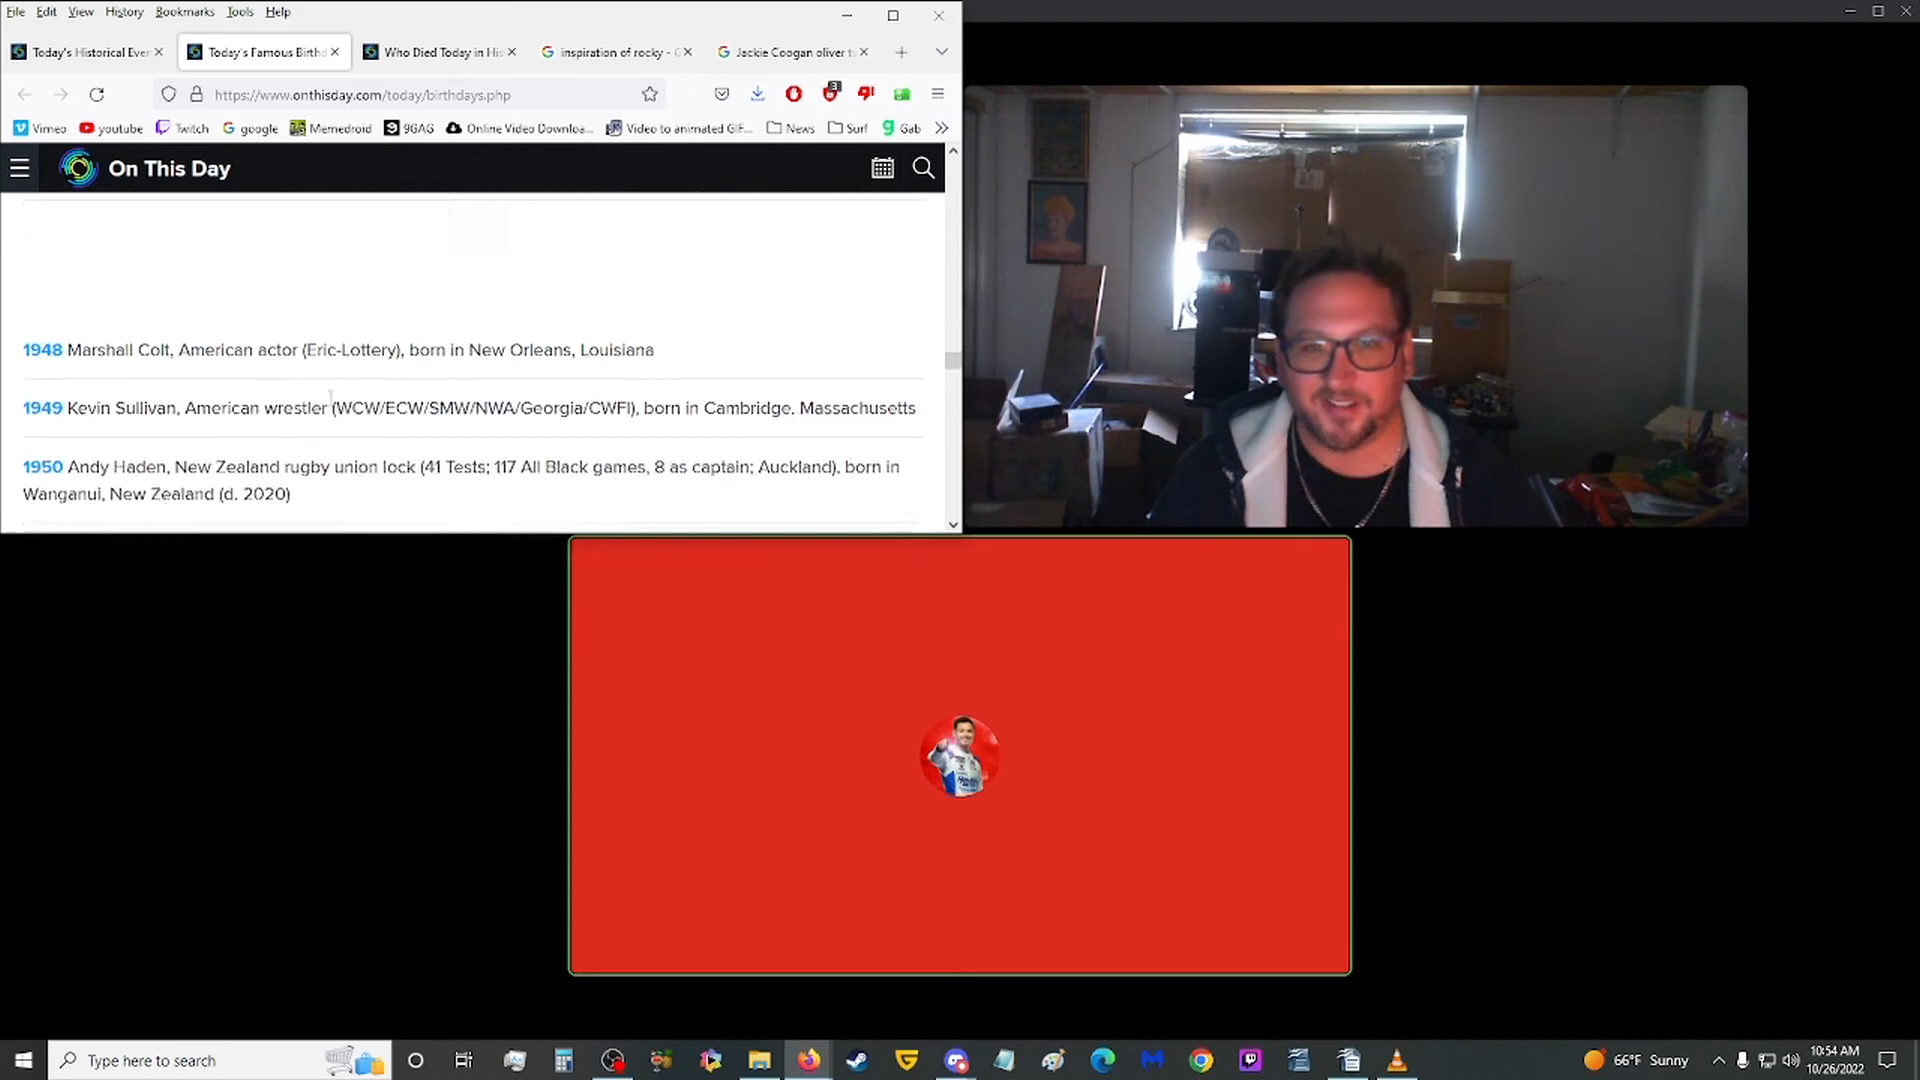 File Edit View History Bookmarks Tools Help
Today's Historical Even
Today's Famous Birthd
Who Died Today in His
inspiration of rocky - G
Jackie Coogan oliver t
https://www.onthisday.com/today/birthdays.php
3
Vimeo youtube Twitch google Memedroid 9GAG Online Video Downloa... Video to animated GIF... News Surf Gab
On This Day
1948 Marshall Colt, American actor (Eric-Lottery), born in New Orleans, Louisiana
1949 Kevin Sullivan, American wrestler (WCW/ECW/SMW/NWA/Georgia/CWFI), born in Cambridge. Massachusetts
1950 Andy Haden, New Zealand rugby union lock (41 Tests; 117 All Black games, 8 as captain; Auckland), born in
Wanganui, New Zealand (d. 2020)
Type here to search
66°F Sunny
10:54 AM
10/26/2022